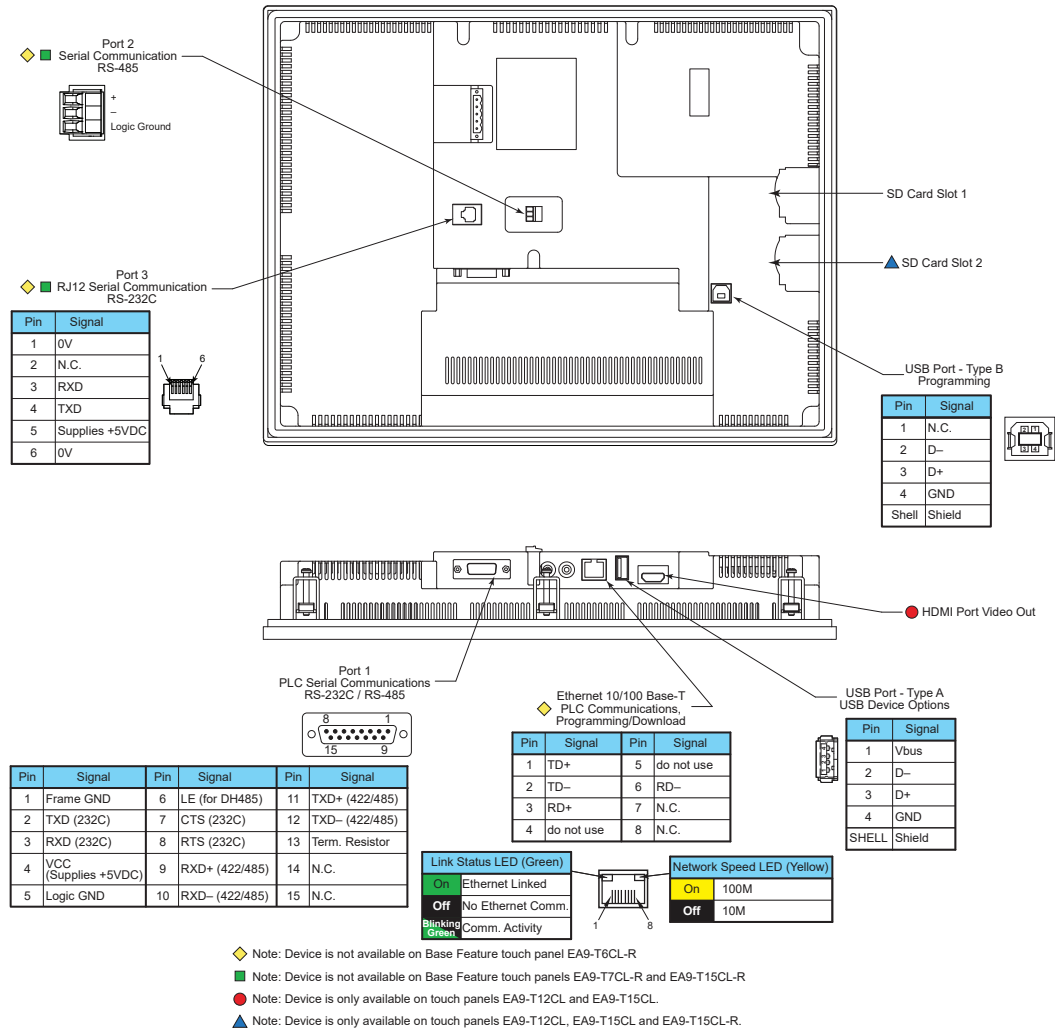 Port 2
Serial Communication
RS-485
+
–
Logic Ground
SD Card Slot 1
SD Card Slot 2
Port 3
RJ12 Serial Communication
RS-232C
Pin Signal
1 0V
2 N.C.
3 RXD
4 TXD
5 Supplies +5VDC
6 0V
1 6
USB Port - Type B
Programming
Pin Signal
1 N.C.
2 D–
3 D+
4 GND
Shell Shield
2 1
3 4
HDMI Port Video Out
Port 1
PLC Serial Communications
RS-232C / RS-485
8 1
15 9
Pin Signal Pin Signal Pin Signal
1 Frame GND 6 LE (for DH485) 11 TXD+ (422/485)
2 TXD (232C) 7 CTS (232C) 12 TXD– (422/485)
3 RXD (232C) 8 RTS (232C) 13 Term. Resistor
4 VCC (Supplies +5VDC) 9 RXD+ (422/485) 14 N.C.
5 Logic GND 10 RXD– (422/485) 15 N.C.
Ethernet 10/100 Base-T
PLC Communications,
Programming/Download
Pin Signal Pin Signal
1 TD+ 5 do not use
2 TD– 6 RD–
3 RD+ 7 N.C.
4 do not use 8 N.C.
USB Port - Type A
USB Device Options
Pin Signal
1 Vbus
2 D–
3 D+
4 GND
SHELL Shield
Link Status LED (Green)
On Ethernet Linked
Off No Ethernet Comm.
Blinking Green Comm. Activity
1 8
Network Speed LED (Yellow)
On 100M
Off 10M
Note: Device is not available on Base Feature touch panel EA9-T6CL-R
Note: Device is not available on Base Feature touch panels EA9-T7CL-R and EA9-T15CL-R
Note: Device is only available on touch panels EA9-T12CL and EA9-T15CL.
Note: Device is only available on touch panels EA9-T12CL, EA9-T15CL and EA9-T15CL-R.